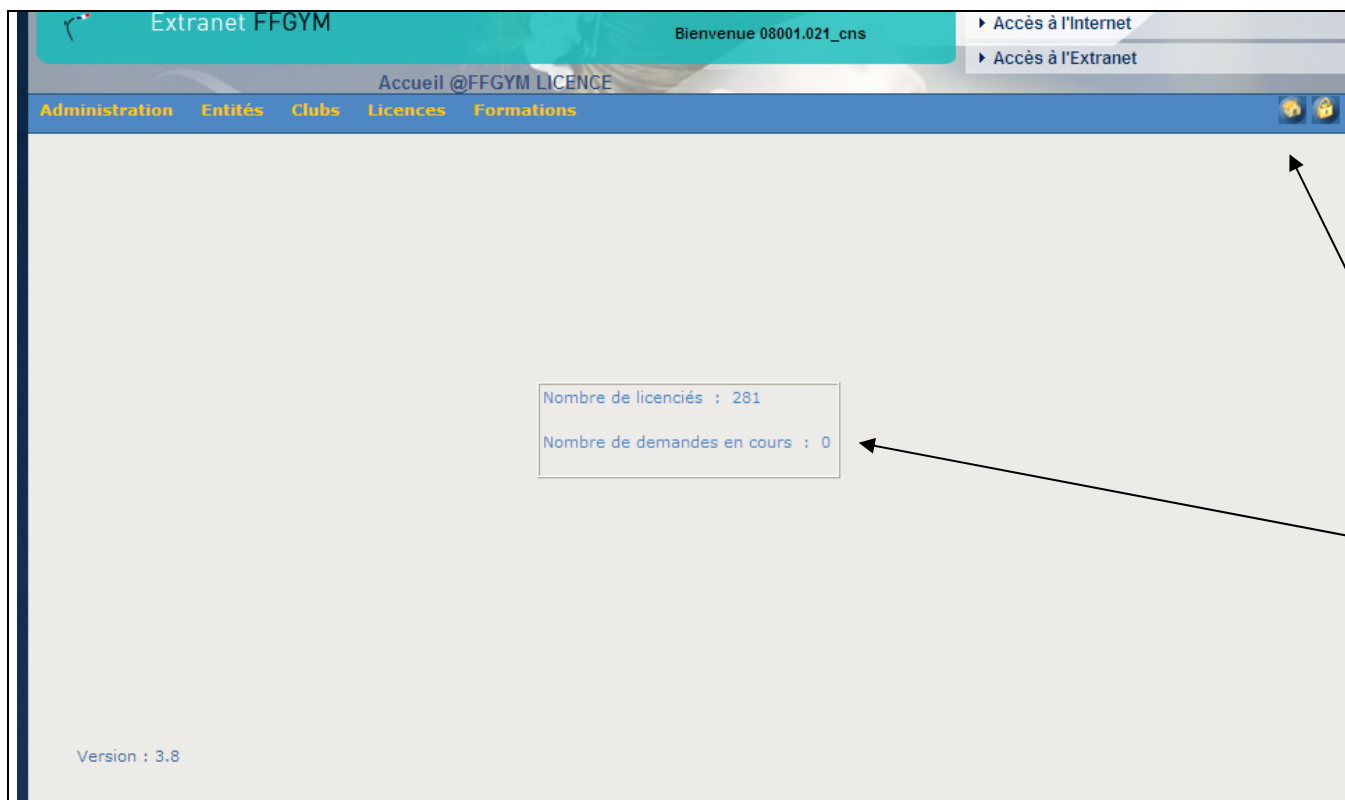 Extranet FFGYM
Bienvenue 08001.021_cns
Accès à l'Internet
Accès à l'Extranet
Accueil @FFGYM LICENCE
Administration Entités Clubs Licences Formations
Nombre de licenciés : 281
Nombre de demandes en cours : 0
Version : 3.8